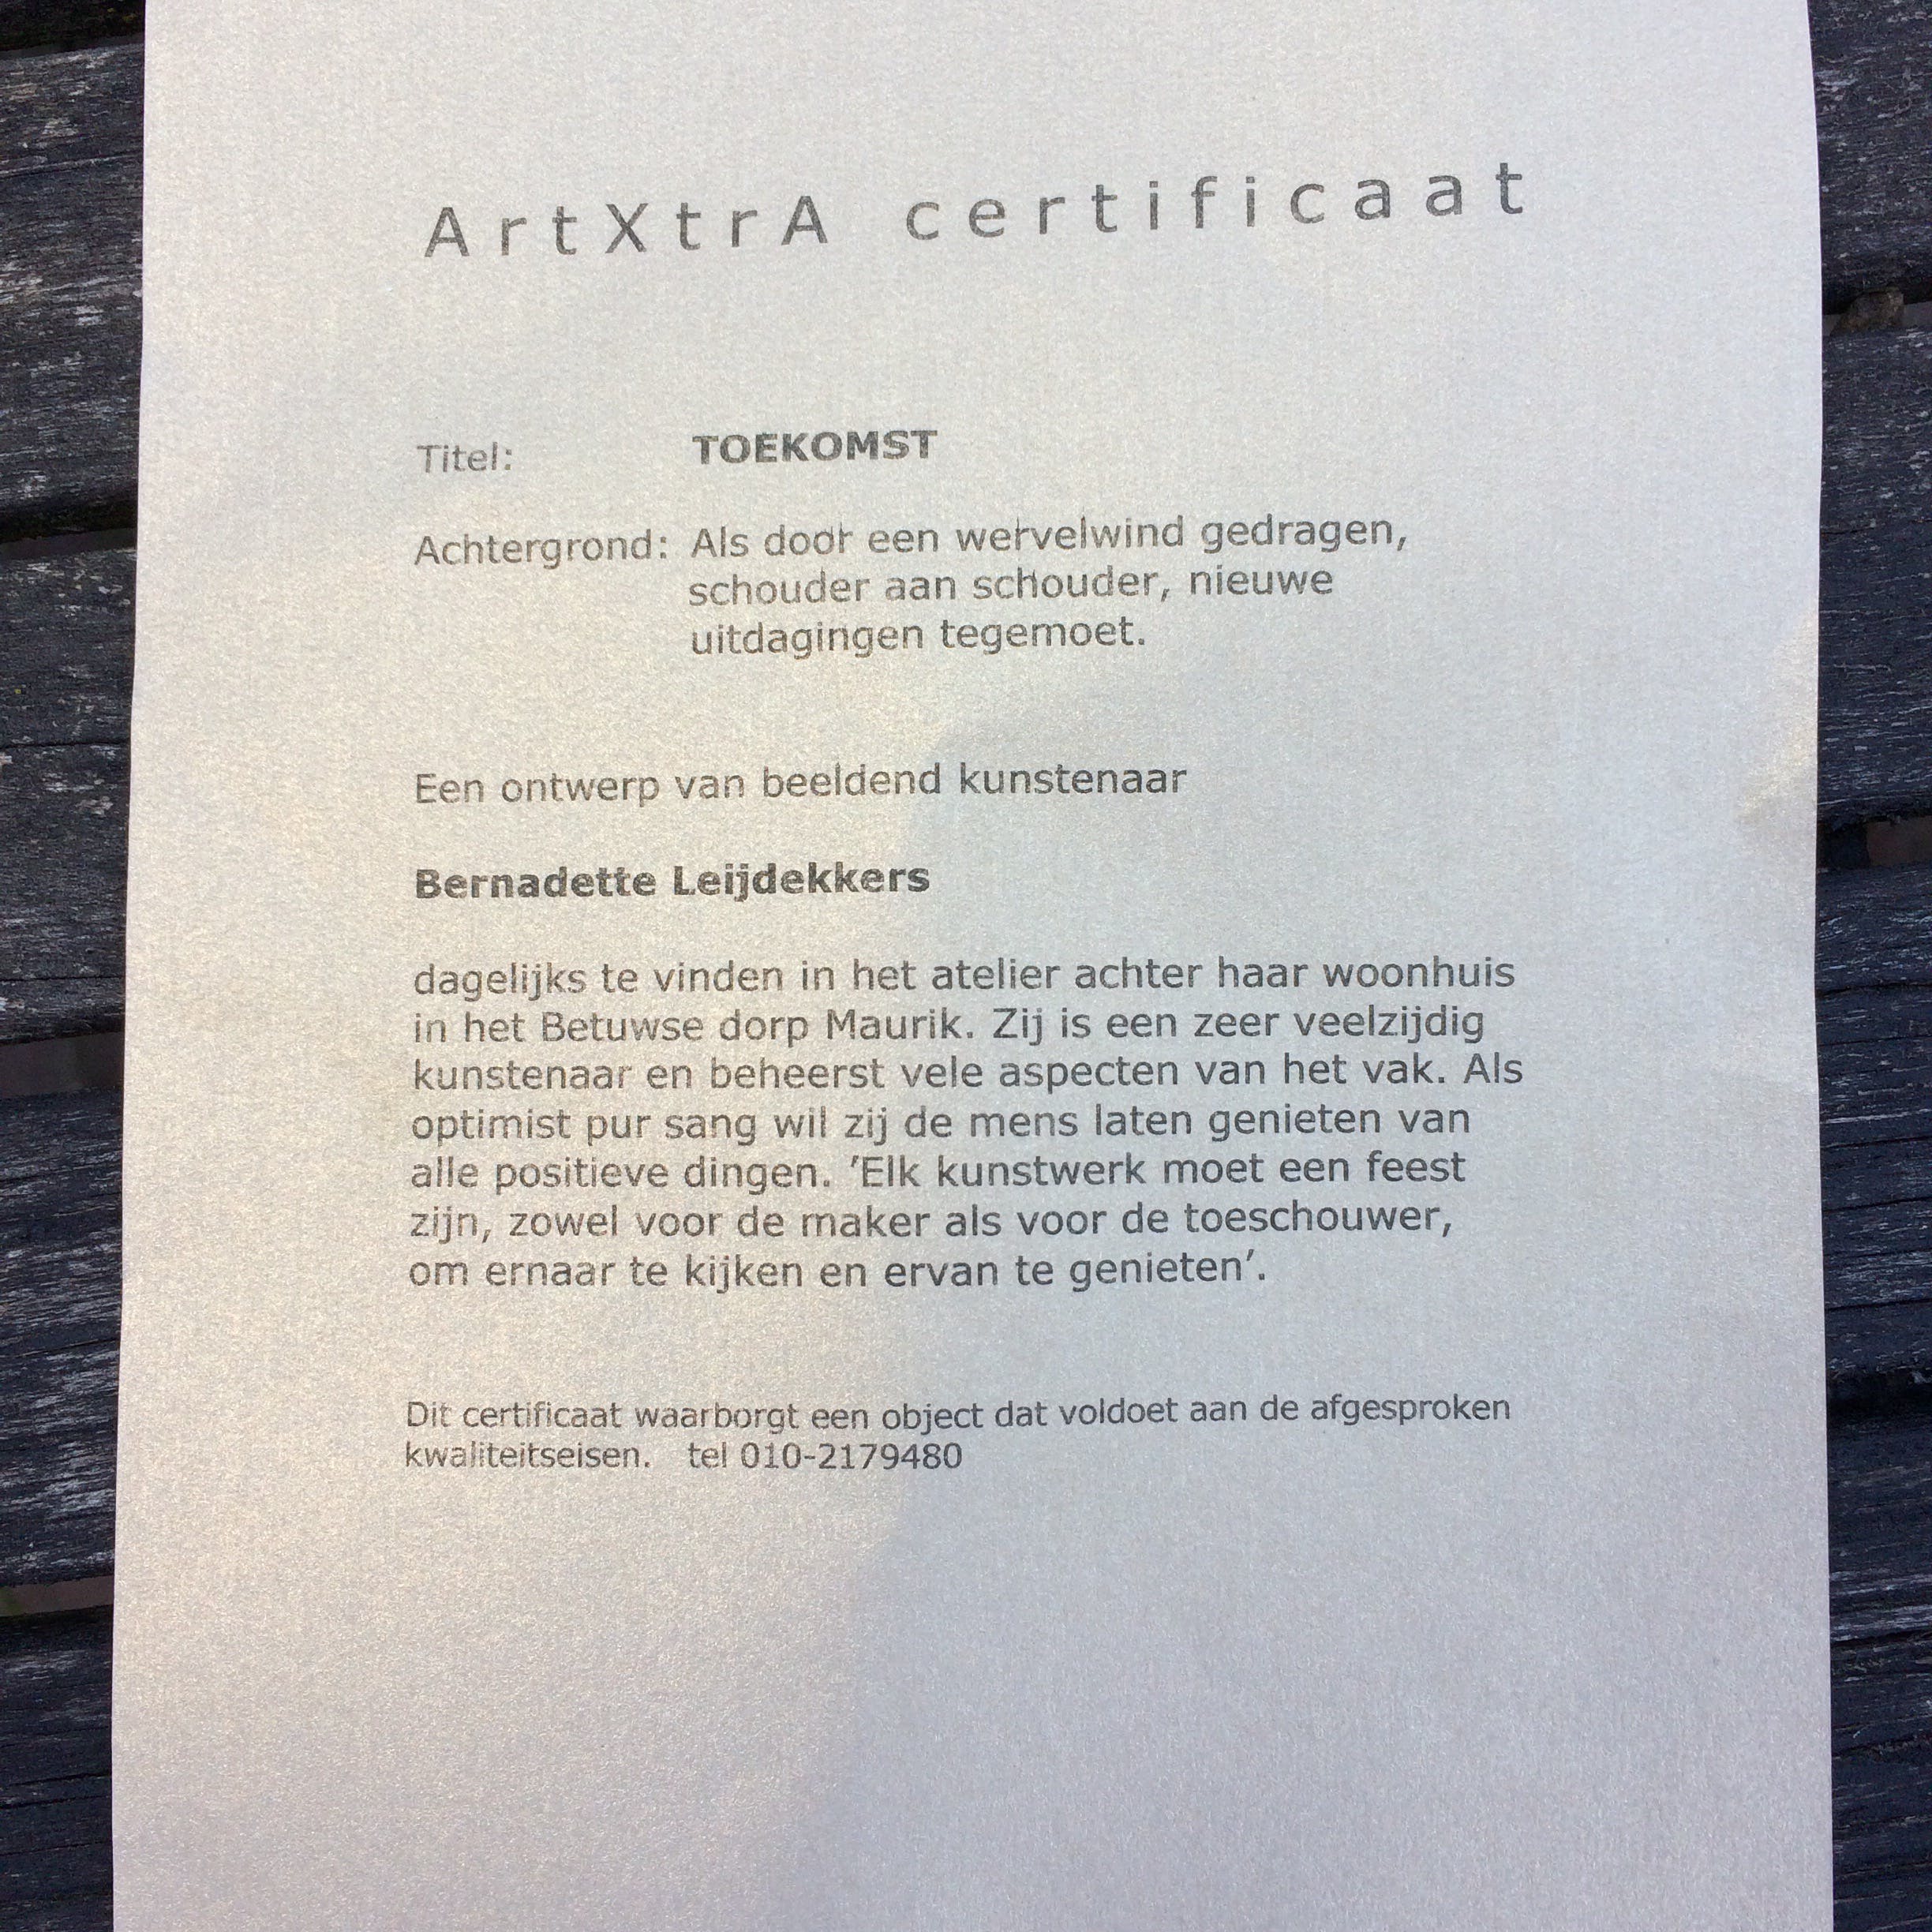 ArtXtrA certificaat
Titel: TOEKOMST
Achtergrond: Als door een wervelwind gedragen,
schouder aan schouder, nieuwe
uitdagingen tegemoet.
Een ontwerp van beeldend kunstenaar
Bernadette Leijdekkers
dagelijks te vinden in het atelier achter haar woonhuis
in het Betuwse dorp Maurik. Zij is een zeer veelzijdig
kunstenaar en beheerst vele aspecten van het vak. Als
optimist pur sang wil zij de mens laten genieten van
alle positieve dingen. ’Elk kunstwerk moet een feest
zijn, zowel voor de maker als voor de toeschouwer,
om ernaar te kijken en ervan te genieten’.
Dit certificaat waarborgt een object dat voldoet aan de afgesproken
kwaliteitseisen. tel 010-2179480